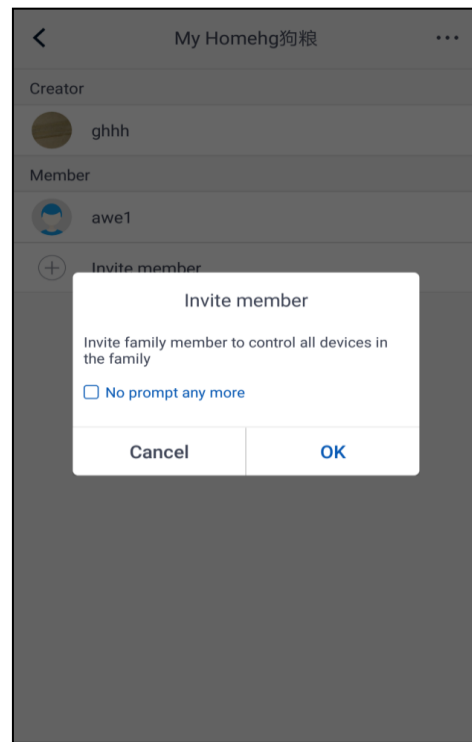 My Homehg狗粮
Creator
ghhh
Member
awe1
Invite member
Invite member
Invite family member to control all devices in
the family
No prompt any more
Cancel
OK